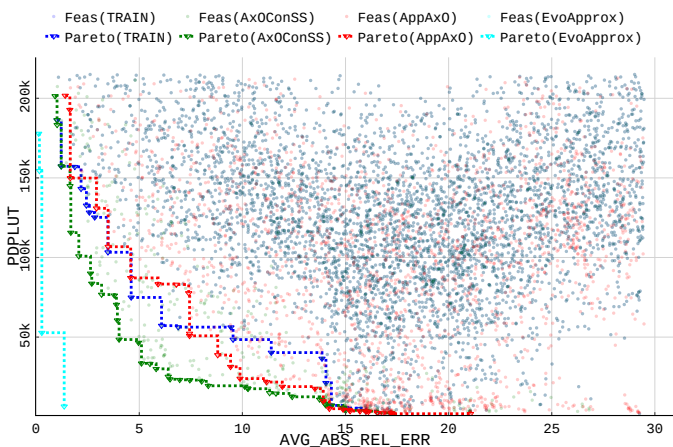 Feas(TRAIN) Feas(AxOConSS) Feas(AppAxO) Feas(EvoApprox)
Pareto(TRAIN) Pareto(AxOConSS) Pareto(AppAxO) Pareto(EvoApprox)
200k
150k
100k
50k
PDPLUT
0 5 10 15 20 25 30
AVG_ABS_REL_ERR